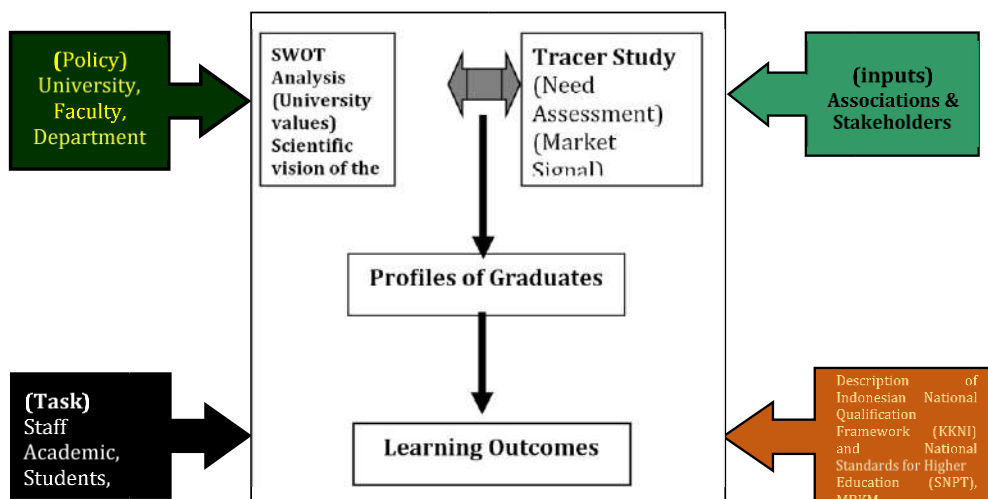 (Policy)
University,
Faculty,
Department
SWOT
Analysis
(University
values)
Scientific
vision of the
Tracer Study
(Need
Assessment)
(Market
Signal)
(inputs)
Associations &
Stakeholders
Profiles of Graduates
(Task)
Staff
Academic,
Students,
Learning Outcomes
Description of
Indonesian National
Qualification
Framework (KKNI)
and National
Standards for Higher
Education (SNPT),
MBKM